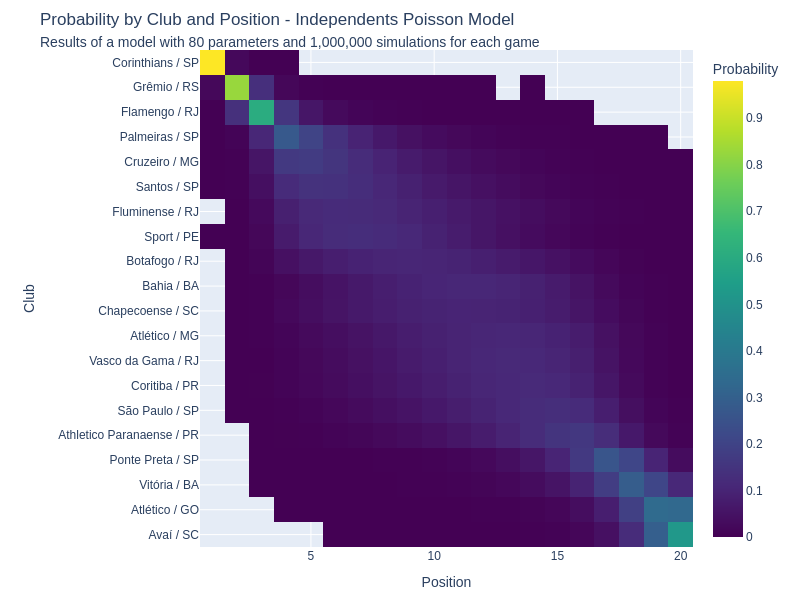 Probability by Club and Position - Independents Poisson Model
Results of a model with 80 parameters and 1,000,000 simulations for each game
Probability
Corinthians / SP
Grêmio / RS
Flamengo / RJ
Palmeiras / SP
Cruzeiro / MG
Santos / SP
Fluminense / RJ
Sport / PE
Botafogo / RJ
Bahia / BA
Chapecoense / SC
Atlético / MG
Vasco da Gama / RJ
Coritiba / PR
São Paulo / SP
Athletico Paranaense / PR
Ponte Preta / SP
Vitória / BA
Atlético / GO
Avaí / SC
Club
0.9
0.8
0.7
0.6
0.5
0.4
0.3
0.2
0.1
0
5
10
15
20
Position